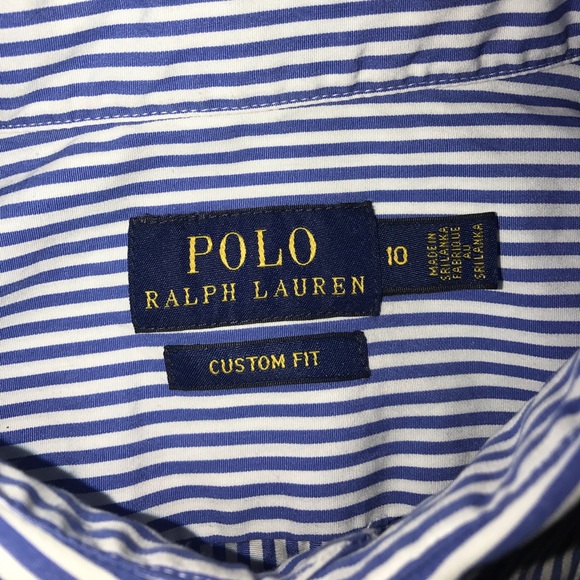 POLO
RALPH LAUREN
10
MADE IN
SRI LANKA
FABRIQUE
AU
SRI LANKA
CUSTOM FIT